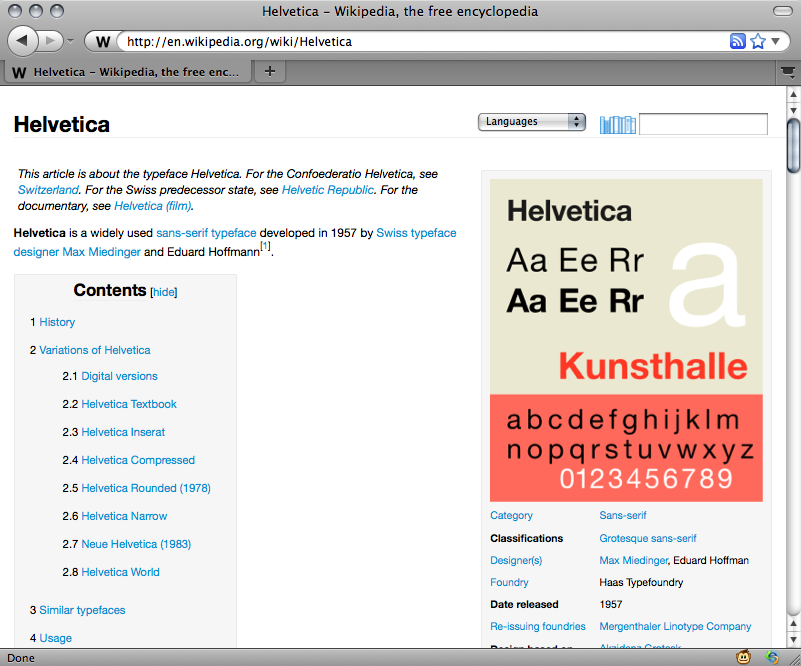 Helvetica – Wikipedia, the free encyclopedia
W http://en.wikipedia.org/wiki/Helvetica
W Helvetica – Wikipedia, the free enc... +
Helvetica
Languages
This article is about the typeface Helvetica. For the Confoederatio Helvetica, see
Switzerland. For the Swiss predecessor state, see Helvetic Republic. For the
documentary, see Helvetica (film).
Helvetica is a widely used sans-serif typeface developed in 1957 by Swiss typeface
designer Max Miedinger and Eduard Hoffmann[1].
Contents [hide]
1 History
2 Variations of Helvetica
2.1 Digital versions
2.2 Helvetica Textbook
2.3 Helvetica Inserat
2.4 Helvetica Compressed
2.5 Helvetica Rounded (1978)
2.6 Helvetica Narrow
2.7 Neue Helvetica (1983)
2.8 Helvetica World
3 Similar typefaces
4 Usage
Helvetica
Aa Ee Rr
Aa Ee Rr
a
Kunsthalle
abcdefghijklm
nopqrstuvwxyz
0123456789
Category Sans-serif
Classifications Grotesque sans-serif
Designer(s) Max Miedinger, Eduard Hoffman
Foundry Haas Typefoundry
Date released 1957
Re-issuing foundries Mergenthaler Linotype Company
Design based on Akzidenz Grotesk
Done